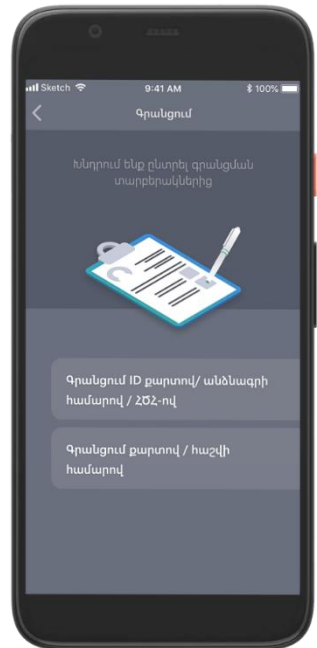 Sketch 9:41 AM 100%
Գրանցում
Խնդրում ենք ընտրել գրանցման
տարբերակներից
Գրանցում ID քարտով/ անձնագրի
համարով / ՀԾՀ-ով
Գրանցում քարտով / հաշվի
համարով